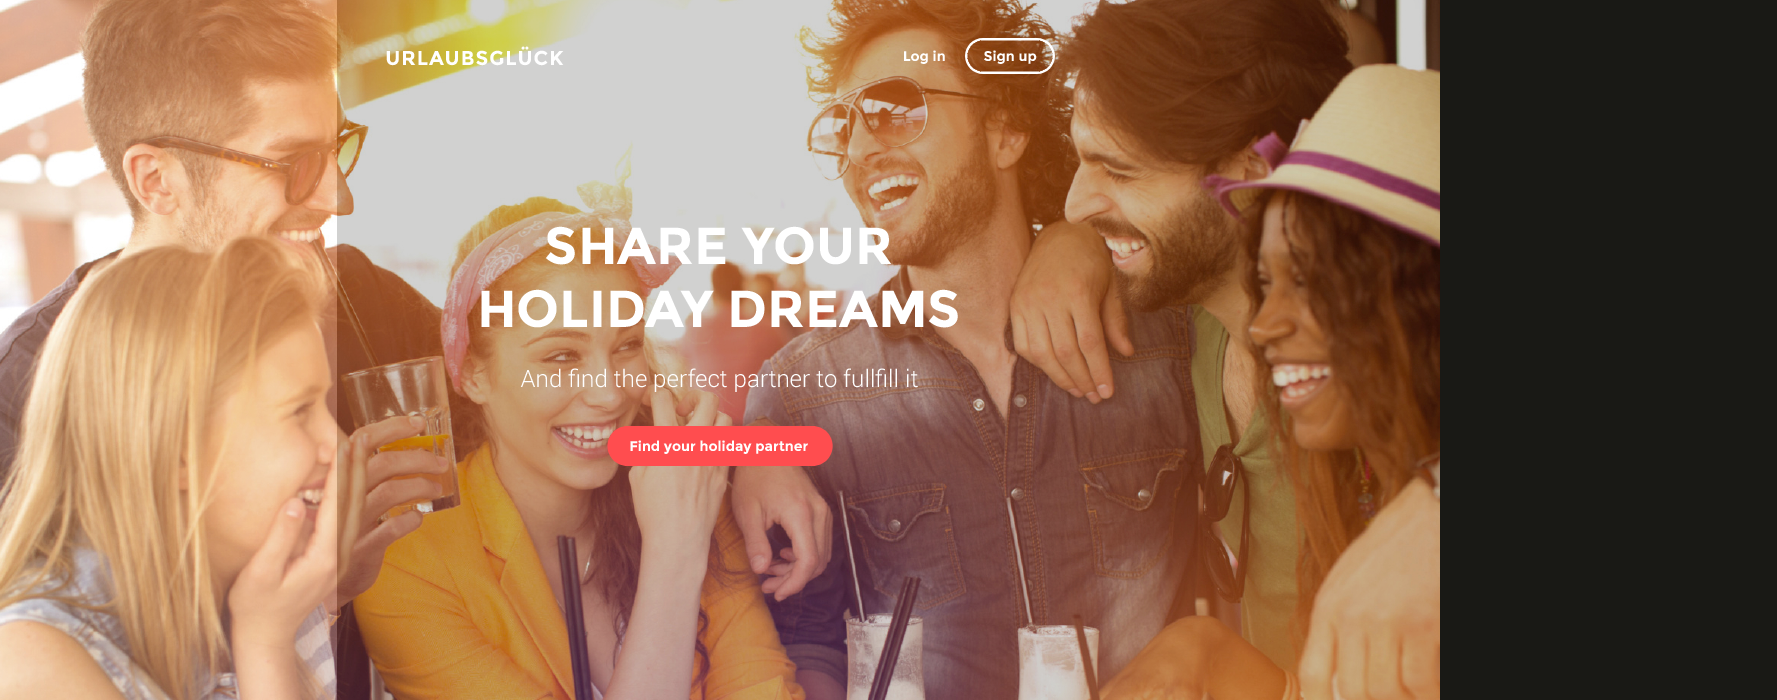 URLAUBSGLÜCK
Log in
Sign up
SHARE YOUR
HOLIDAY DREAMS
And find the perfect partner to fullfill it
Find your holiday partner